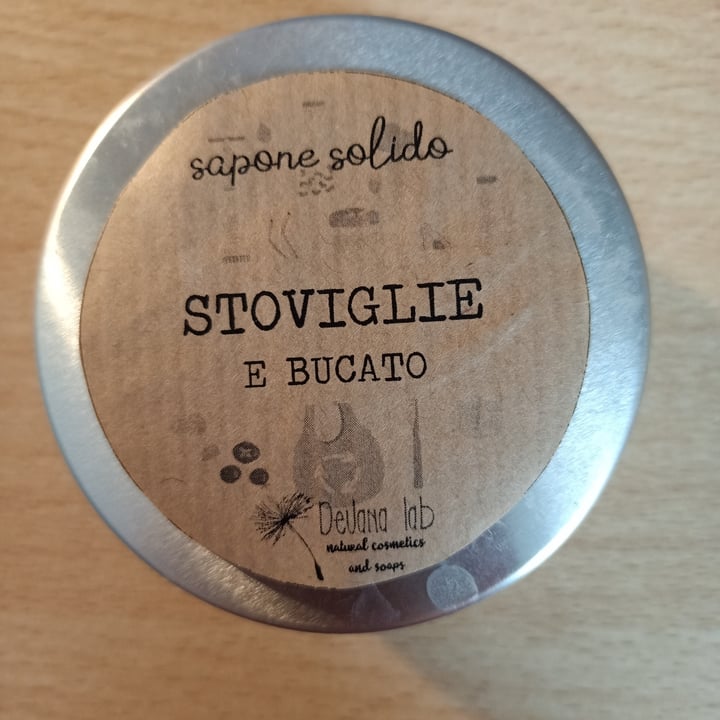 sapone solido
STOVIGLIE
E BUCATO
Devana lab
natural cosmetics
and soaps